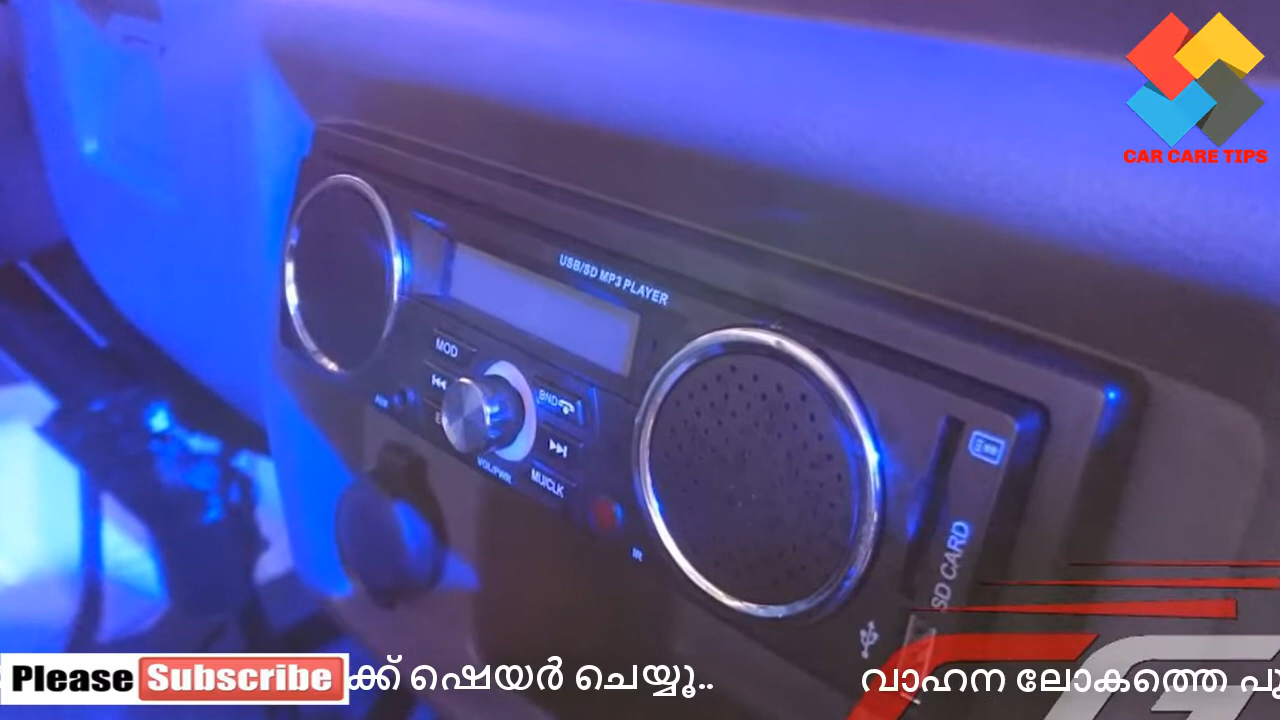 CAR CARE TIPS
USB/SD MP3 PLAYER
MOD
BND
VOL/PWR
MU/CLK
IR
SD CARD
Please Subscribe
ക്ക് ഷെയർ ചെയ്യൂ.. വാഹന ലോകത്തെ